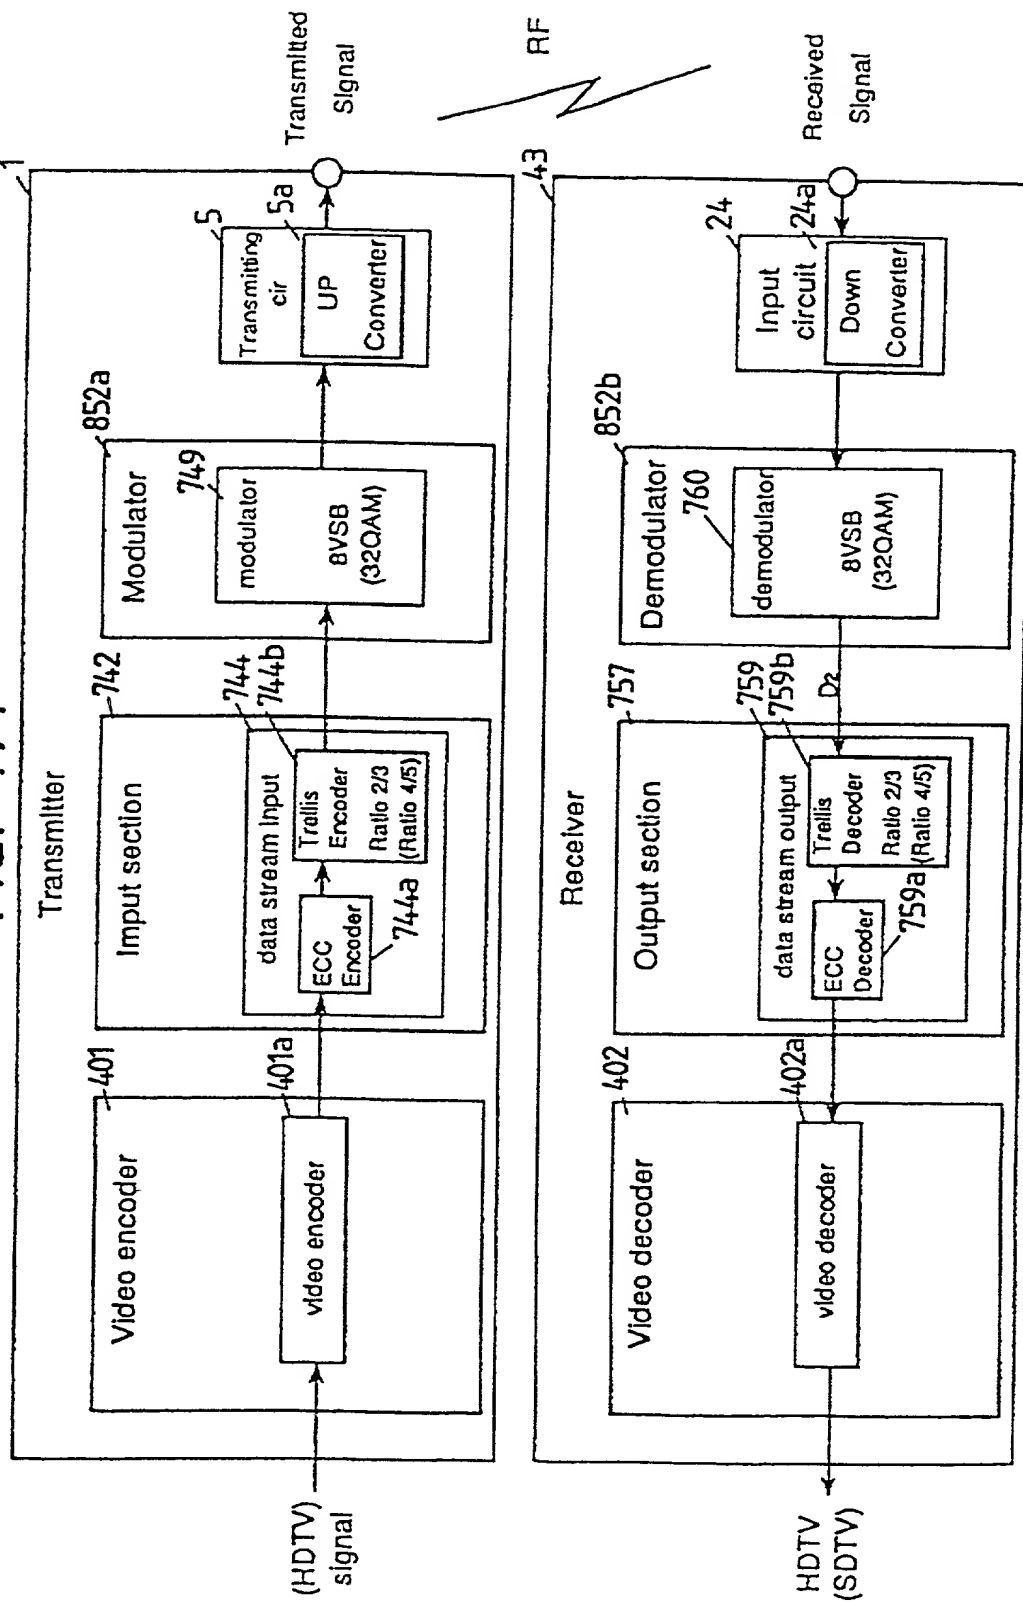 1
Transmitter
401
Video encoder
401a
video encoder
(HDTV)
signal
742
Imput section
744
744b
data stream Input
ECC
Encoder
744a
Trellis
Encoder
Ratio 2/3
(Ratio 4/5)
852a
Modulator
749
modulator
8VSB
(32QAM)
5
5a
Transmitting
cir
UP
Converter
Transmitted
Signal
RF
43
Receiver
402
Video decoder
402a
video decoder
HDTV
(SDTV)
757
Output section
759
759b
data stream output
ECC
Decoder
759a
Trellis
Decoder
Ratio 2/3
(Ratio 4/5)
D2
852b
Demodulator
760
demodulator
8VSB
(32QAM)
24
24a
Input
circuit
Down
Converter
Received
Signal